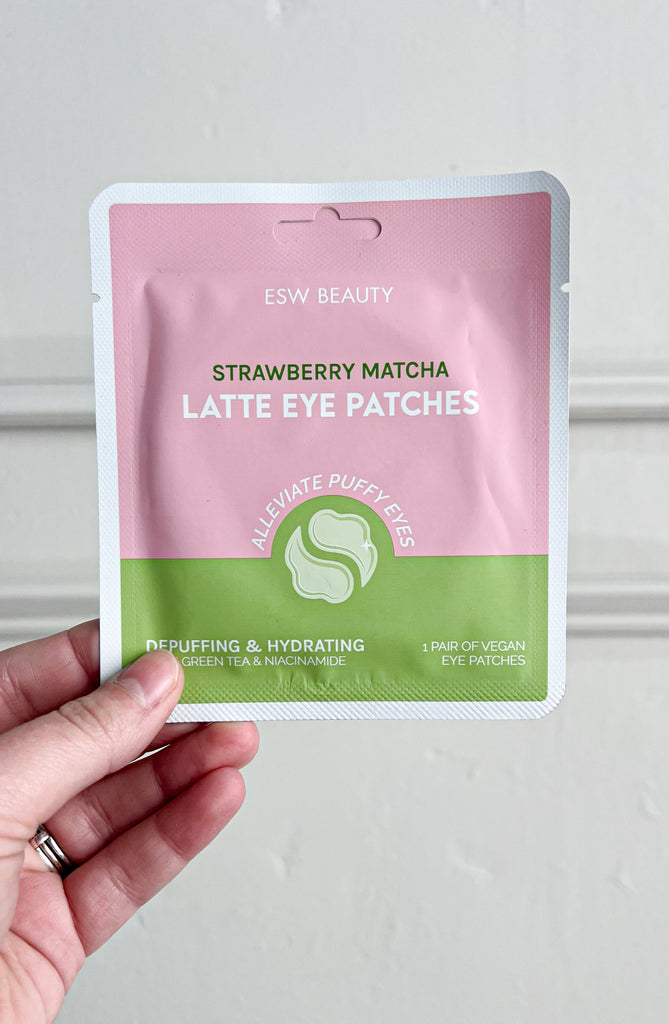 ESW BEAUTY
STRAWBERRY MATCHA
LATTE EYE PATCHES
ALLEVIATE PUFFY EYES
DEPUFFING & HYDRATING
GREEN TEA & NIACINAMIDE
1 PAIR OF VEGAN
EYE PATCHES